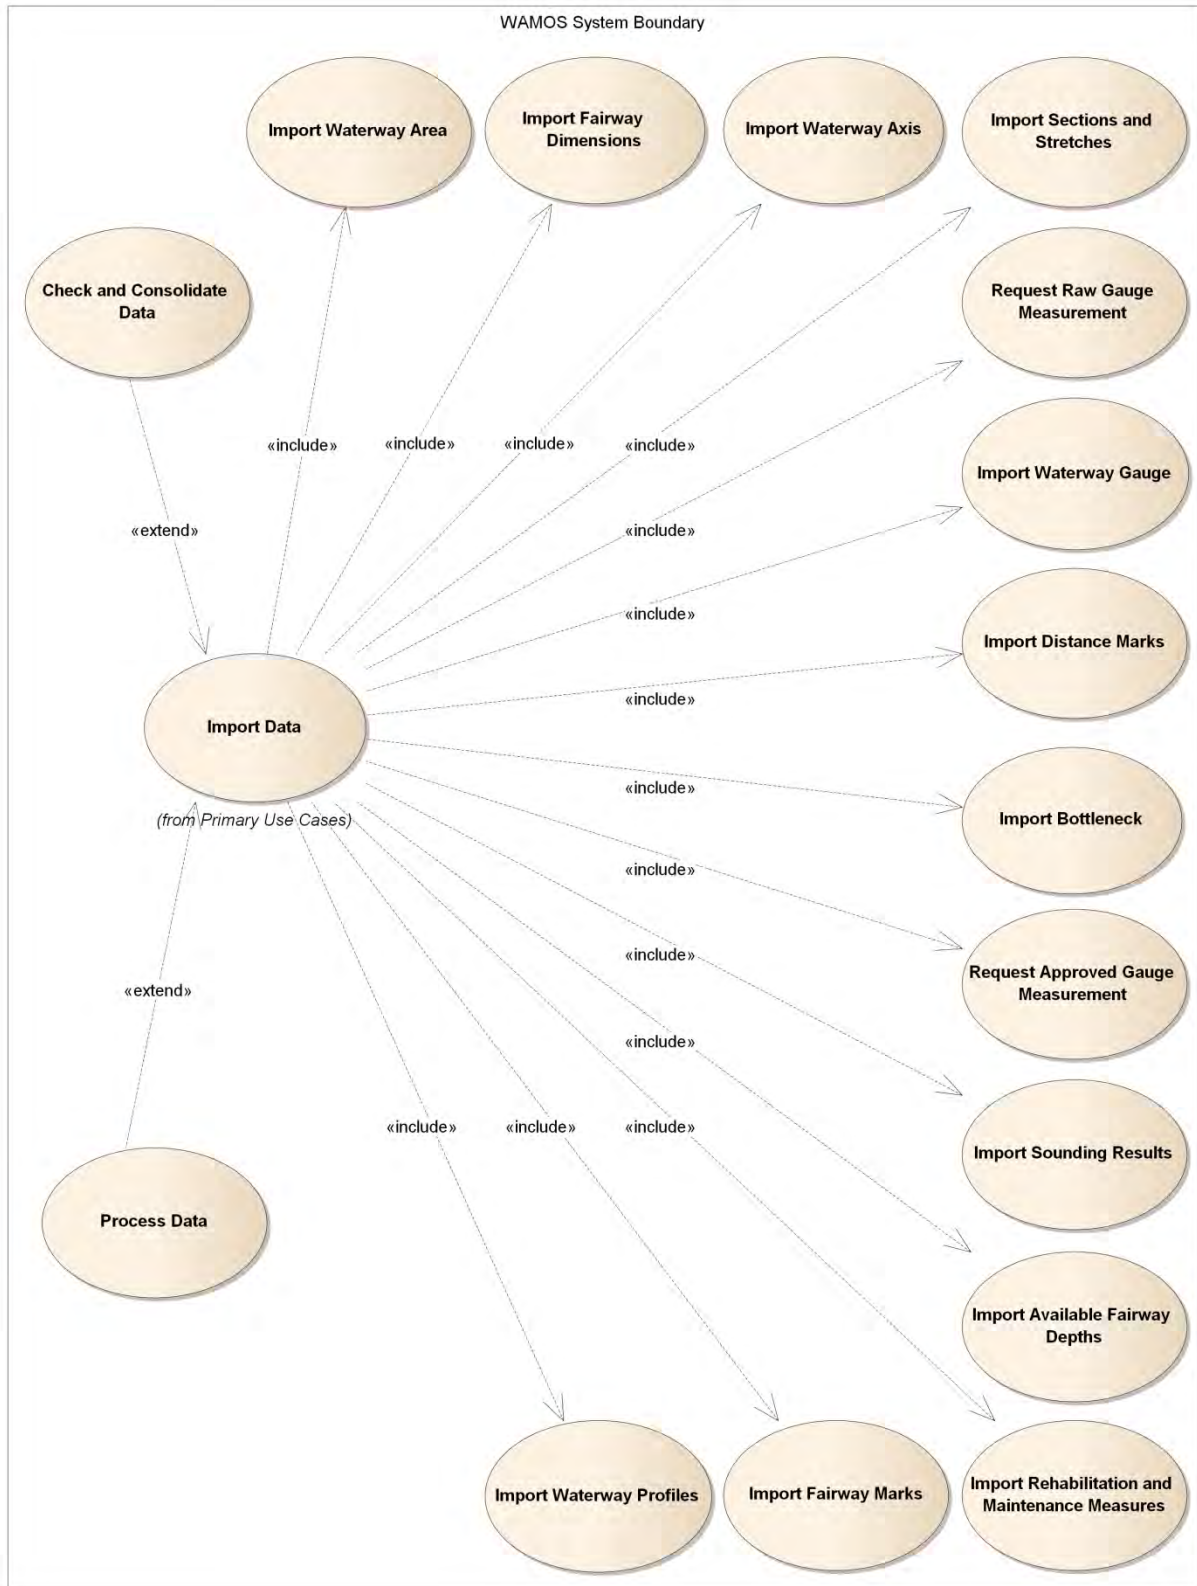 WAMOS System Boundary
Import Waterway Area
Import Fairway
Dimensions
Import Waterway Axis
Import Sections and
Stretches
Check and Consolidate
Data
Request Raw Gauge
Measurement
«include»
«include»
«include»
«include»
Import Waterway Gauge
«extend»
«include»
«include»
Import Distance Marks
«include»
Import Data
(from Primary Use Cases)
«include»
Import Bottleneck
«include»
«include»
Request Approved Gauge
Measurement
«extend»
«include»
«include»
«include»
«include»
Import Sounding Results
Process Data
Import Available Fairway
Depths
Import Waterway Profiles
Import Fairway Marks
Import Rehabilitation and
Maintenance Measures